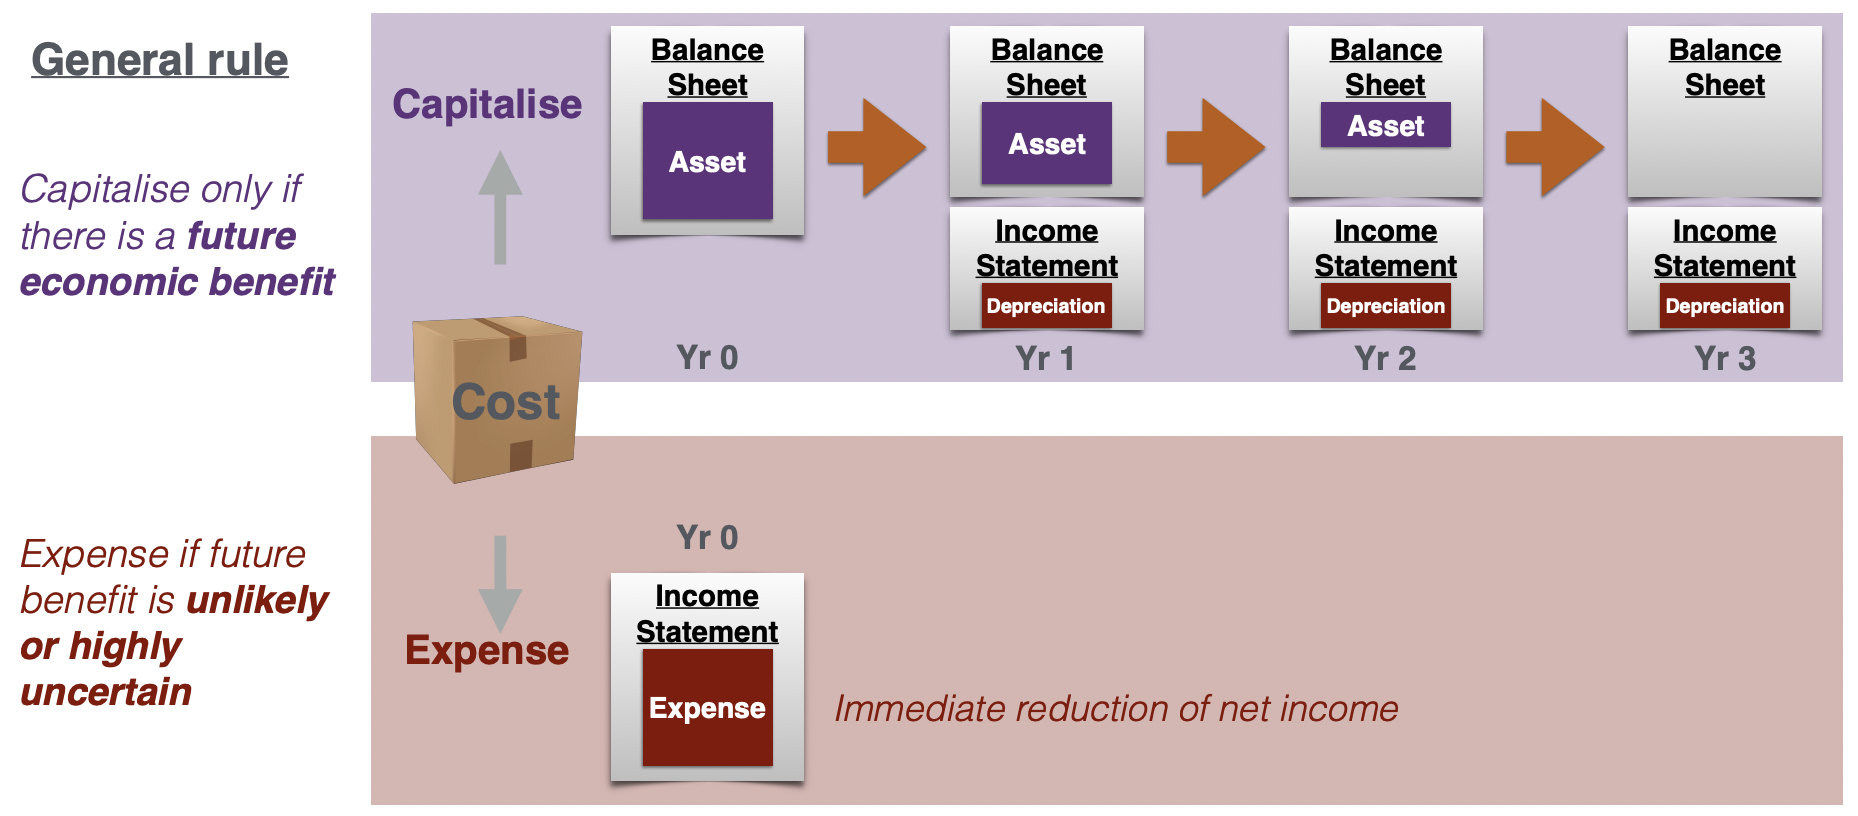 General rule
Capitalise only if
there is a future
economic benefit
Expense if future
benefit is unlikely
or highly
uncertain
Capitalise
Cost
Expense
Balance
Sheet
Asset
Yr 0
Balance
Sheet
Asset
Income
Statement
Depreciation
Yr 1
Balance
Sheet
Asset
Income
Statement
Depreciation
Yr 2
Balance
Sheet
Income
Statement
Depreciation
Yr 3
Yr 0
Income
Statement
Expense
Immediate reduction of net income